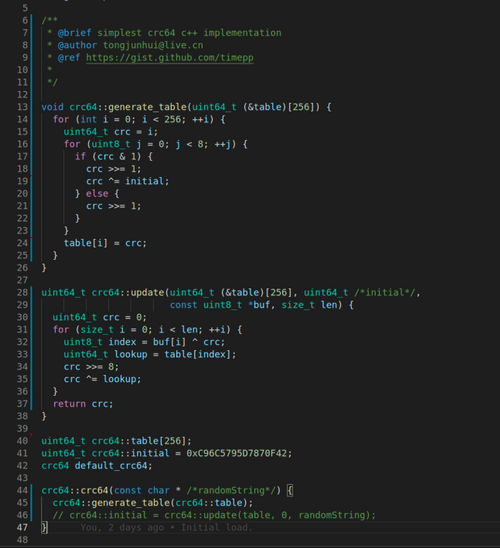 5
6 /**
7  * @brief simplest crc64 c++ implementation
8  * @author tongjunhui@live.cn
9  * @ref https://gist.github.com/timepp
10  *
11  */
12
13 void crc64::generate_table(uint64_t (&table)[256]) {
14   for (int i = 0; i < 256; ++i) {
15     uint64_t crc = i;
16     for (uint8_t j = 0; j < 8; ++j) {
17       if (crc & 1) {
18         crc >>= 1;
19         crc ^= initial;
20       } else {
21         crc >>= 1;
22       }
23     }
24     table[i] = crc;
25   }
26 }
27
28 uint64_t crc64::update(uint64_t (&table)[256], uint64_t /*initial*/,
29                        const uint8_t *buf, size_t len) {
30   uint64_t crc = 0;
31   for (size_t i = 0; i < len; ++i) {
32     uint8_t index = buf[i] ^ crc;
33     uint64_t lookup = table[index];
34     crc >>= 8;
35     crc ^= lookup;
36   }
37   return crc;
38 }
39
40 uint64_t crc64::table[256];
41 uint64_t crc64::initial = 0xC96C5795D7870F42;
42 crc64 default_crc64;
43
44 crc64::crc64(const char * /*randomString*/) {
45   crc64::generate_table(crc64::table);
46   // crc64::initial = crc64::update(table, 0, randomString);
47 } You, 2 days ago • Initial load.
48